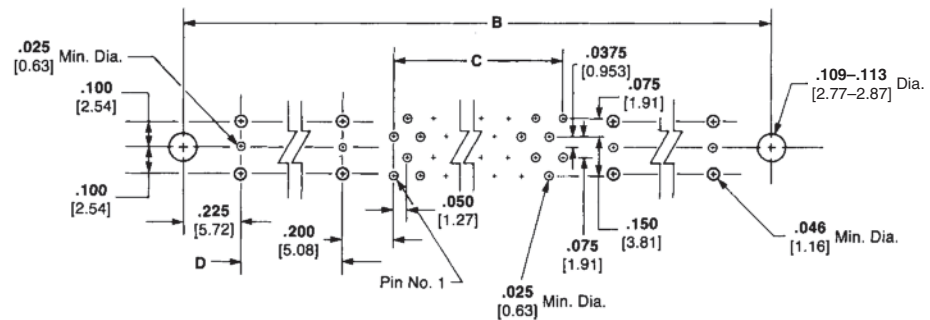 B
.025
[0.63] Min. Dia.
C
.0375
[0.953]
.109–.113
[2.77–2.87] Dia.
.100
[2.54]
.075
[1.91]
.100
[2.54]
.050
[1.27]
.225
[5.72]
.200
[5.08]
.150
[3.81]
.046
[1.16] Min. Dia.
.075
[1.91]
D
Pin No. 1
.025
[0.63] Min. Dia.